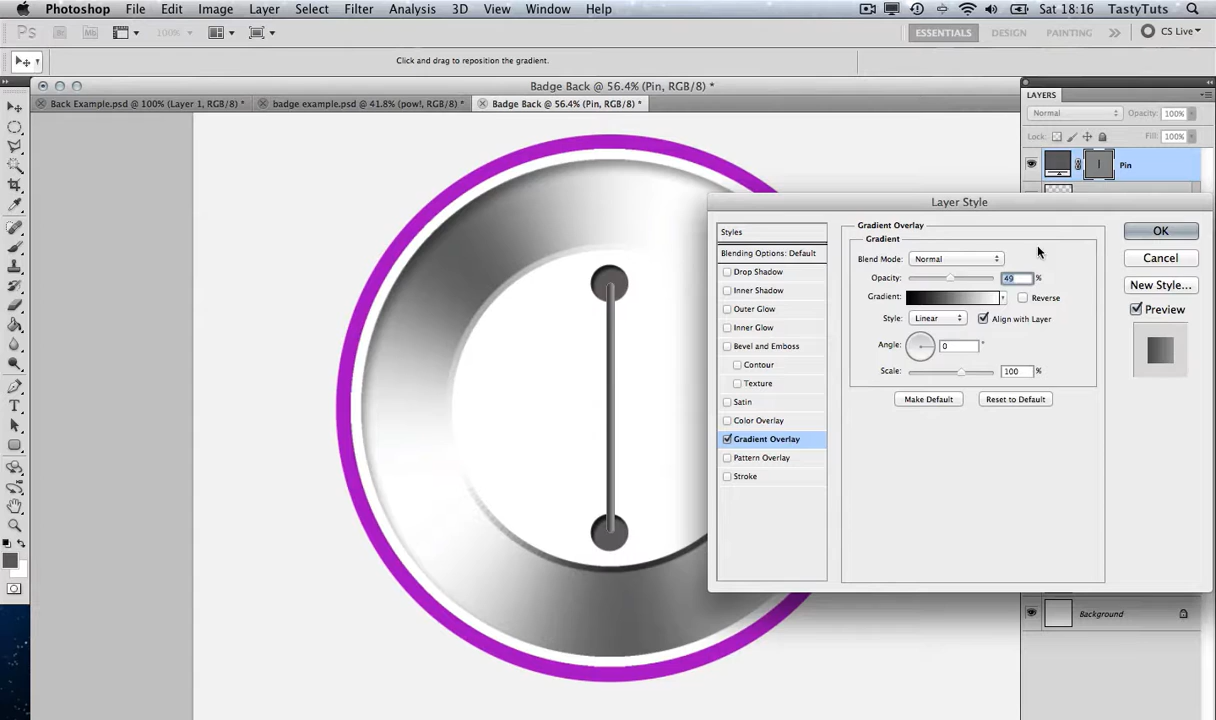 Photoshop File Edit Image Layer Select Filter Analysis 3D View Window Help Sat 18:16 TastyTuts
Ps Br Mb 100% ESSENTIALS DESIGN PAINTING >> CS Live
Click and drag to reposition the gradient.
Badge Back @ 56.4% (Pin, RGB/8) *
Back Example.psd @ 100% (Layer 1, RGB/8) * badge example.psd @ 41.8% (pow!, RGB/8) * Badge Back @ 56.4% (Pin, RGB/8) *
LAYERS
Normal Opacity: 100%
Lock: Fill: 100%
Pin
Layer Style
Styles
Blending Options: Default
Drop Shadow
Inner Shadow
Outer Glow
Inner Glow
Bevel and Emboss
Contour
Texture
Satin
Color Overlay
Gradient Overlay
Pattern Overlay
Stroke
Gradient Overlay
Gradient
Blend Mode: Normal
Opacity: 49 %
Gradient: Reverse
Style: Linear Align with Layer
Angle: 0 °
Scale: 100 %
Make Default Reset to Default
OK
Cancel
New Style...
Preview
Background
T